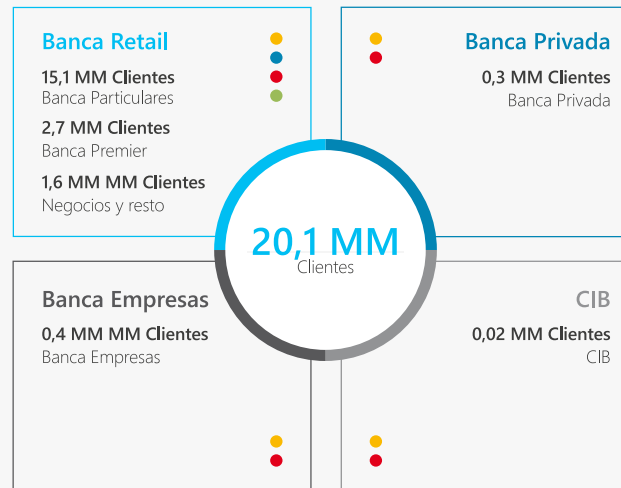 Banca Retail
15,1 MM Clientes
Banca Particulares
2,7 MM Clientes
Banca Premier
1,6 MM MM Clientes
Negocios y resto
Banca Privada
0,3 MM Clientes
Banca Privada
20,1 MM
Clientes
Banca Empresas
0,4 MM MM Clientes
Banca Empresas
CIB
0,02 MM Clientes
CIB